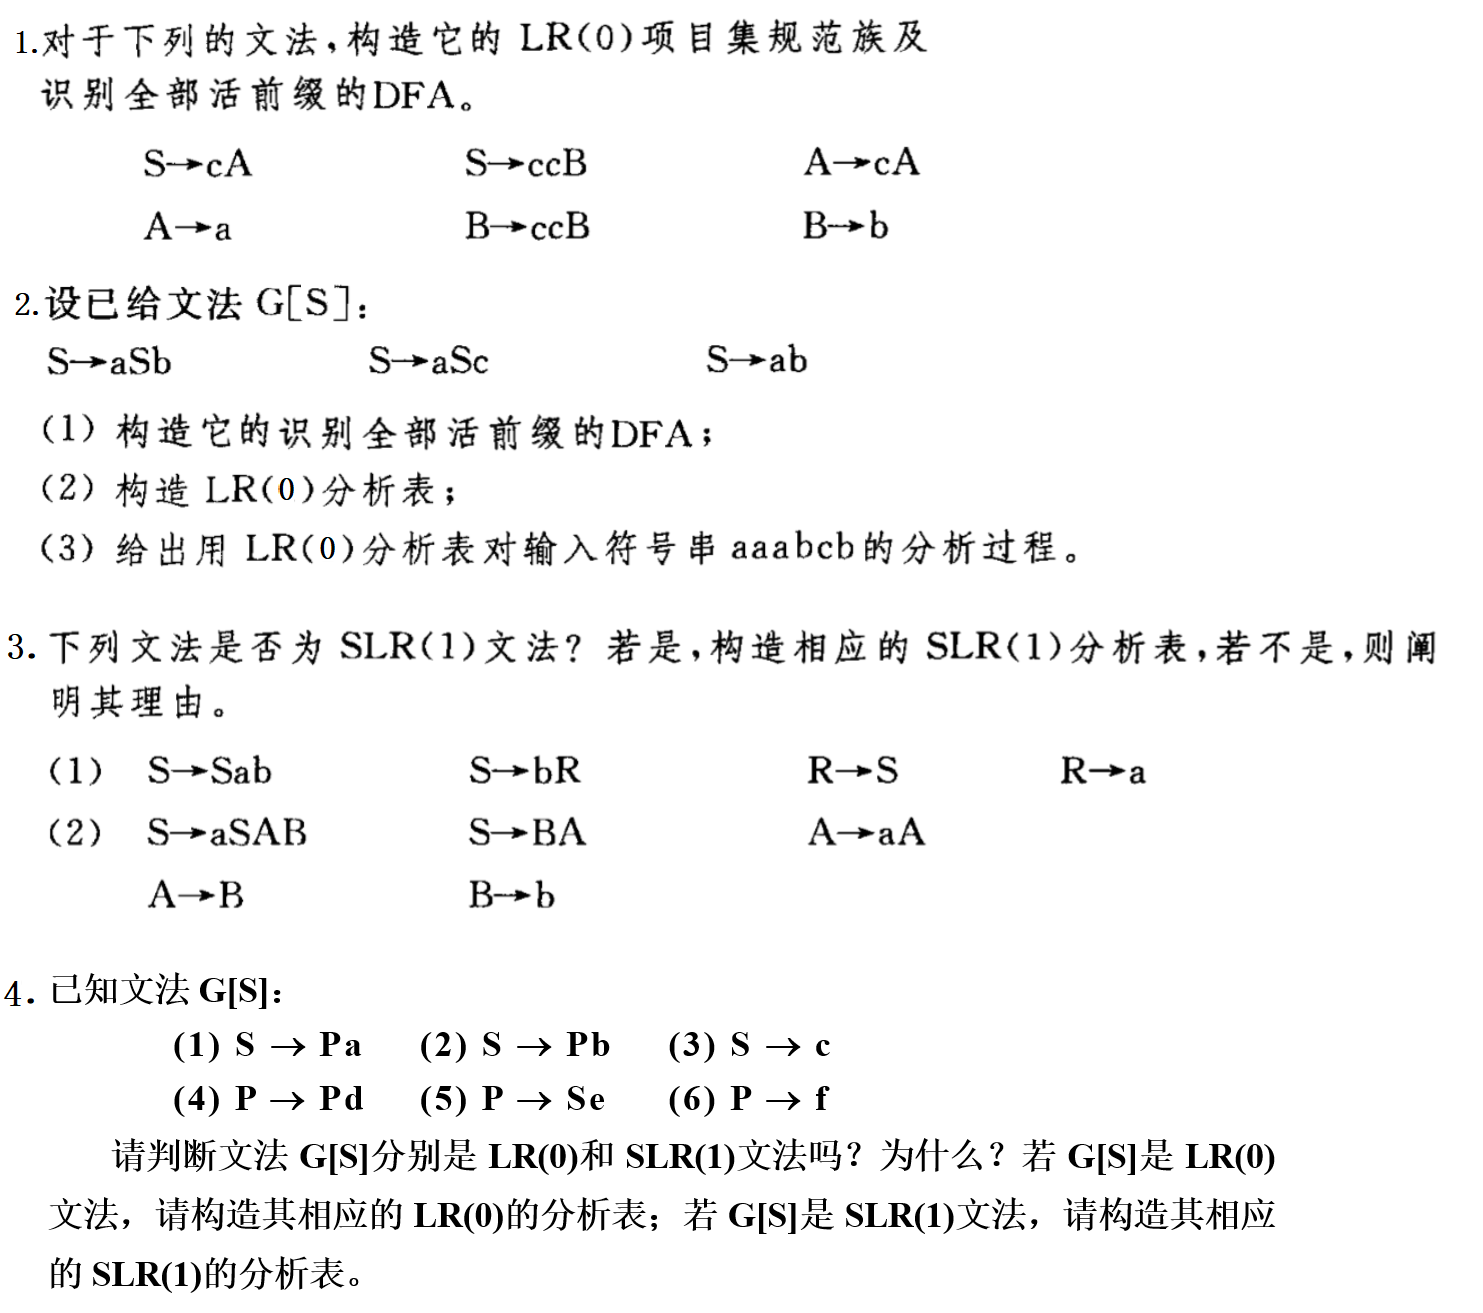 1.对于下列的文法,构造它的 LR(0)项目集规范族及
识别全部活前缀的DFA。
S→cA S→ccB A→cA
A→a B→ccB B→b
2.设已给文法 G[S]:
S→aSb S→aSc S→ab
(1) 构造它的识别全部活前缀的DFA;
(2) 构造 LR(0)分析表;
(3) 给出用 LR(0)分析表对输入符号串 aaabcb的分析过程。
3. 下列文法是否为 SLR(1)文法? 若是,构造相应的 SLR(1)分析表,若不是,则阐
明其理由。
(1) S→Sab S→bR R→S R→a
(2) S→aSAB S→BA A→aA
A→B B→b
4. 已知文法 G[S]:
(1) S → Pa (2) S → Pb (3) S → c
(4) P → Pd (5) P → Se (6) P → f
请判断文法 G[S]分别是 LR(0)和 SLR(1)文法吗?为什么?若 G[S]是 LR(0)
文法,请构造其相应的 LR(0)的分析表;若 G[S]是 SLR(1)文法,请构造其相应
的 SLR(1)的分析表。